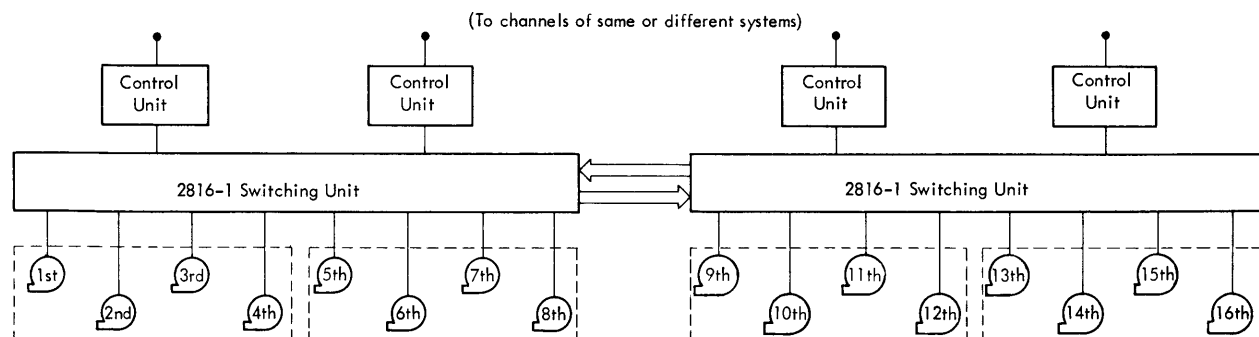 (To channels of same or different systems)
Control
Unit
Control
Unit
Control
Unit
Control
Unit
2816-1 Switching Unit
2816-1 Switching Unit
1st
3rd
5th
7th
9th
11th
13th
15th
2nd
4th
6th
8th
10th
12th
14th
16th